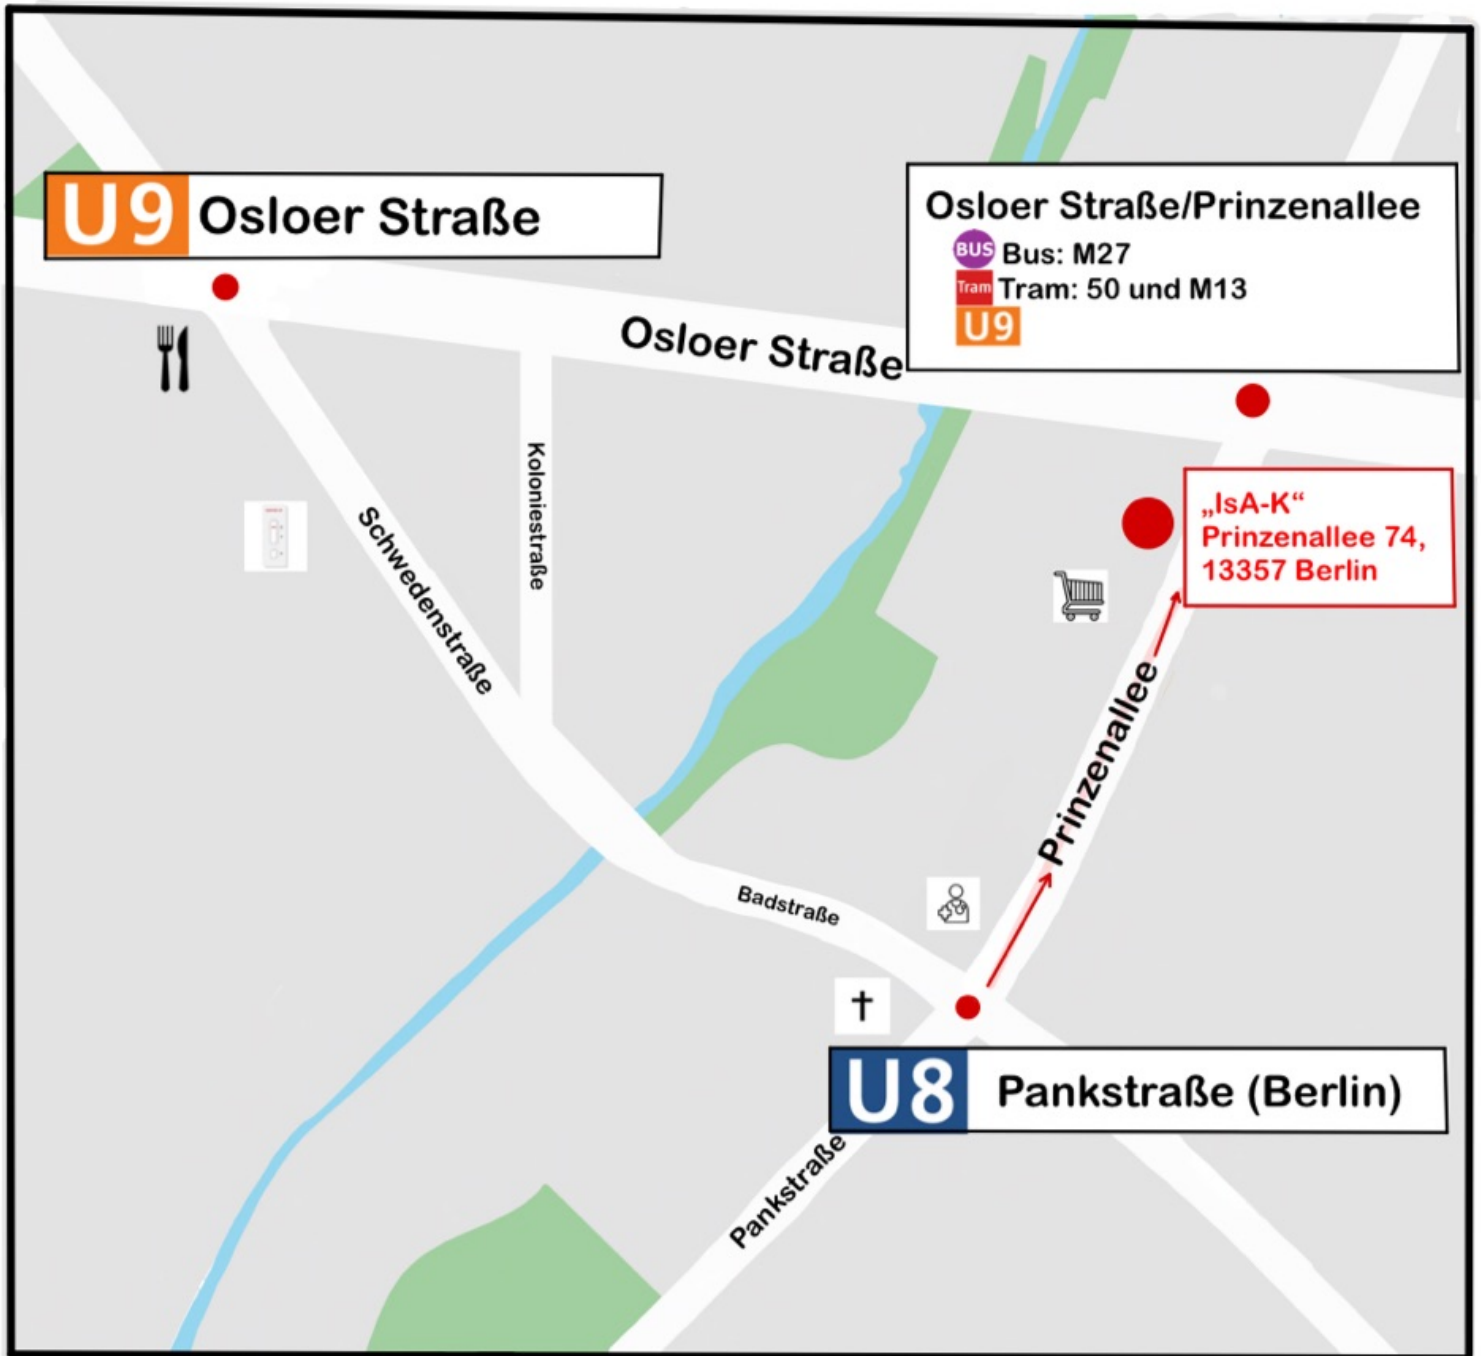 U9 Osloer Straße
Osloer Straße/Prinzenallee
BUS Bus: M27
Tram Tram: 50 und M13
U9
Osloer Straße
Koloniestraße
Schwedenstraße
„IsA-K“
Prinzenallee 74,
13357 Berlin
Prinzenallee
Badstraße
U8 Pankstraße (Berlin)
Pankstraße